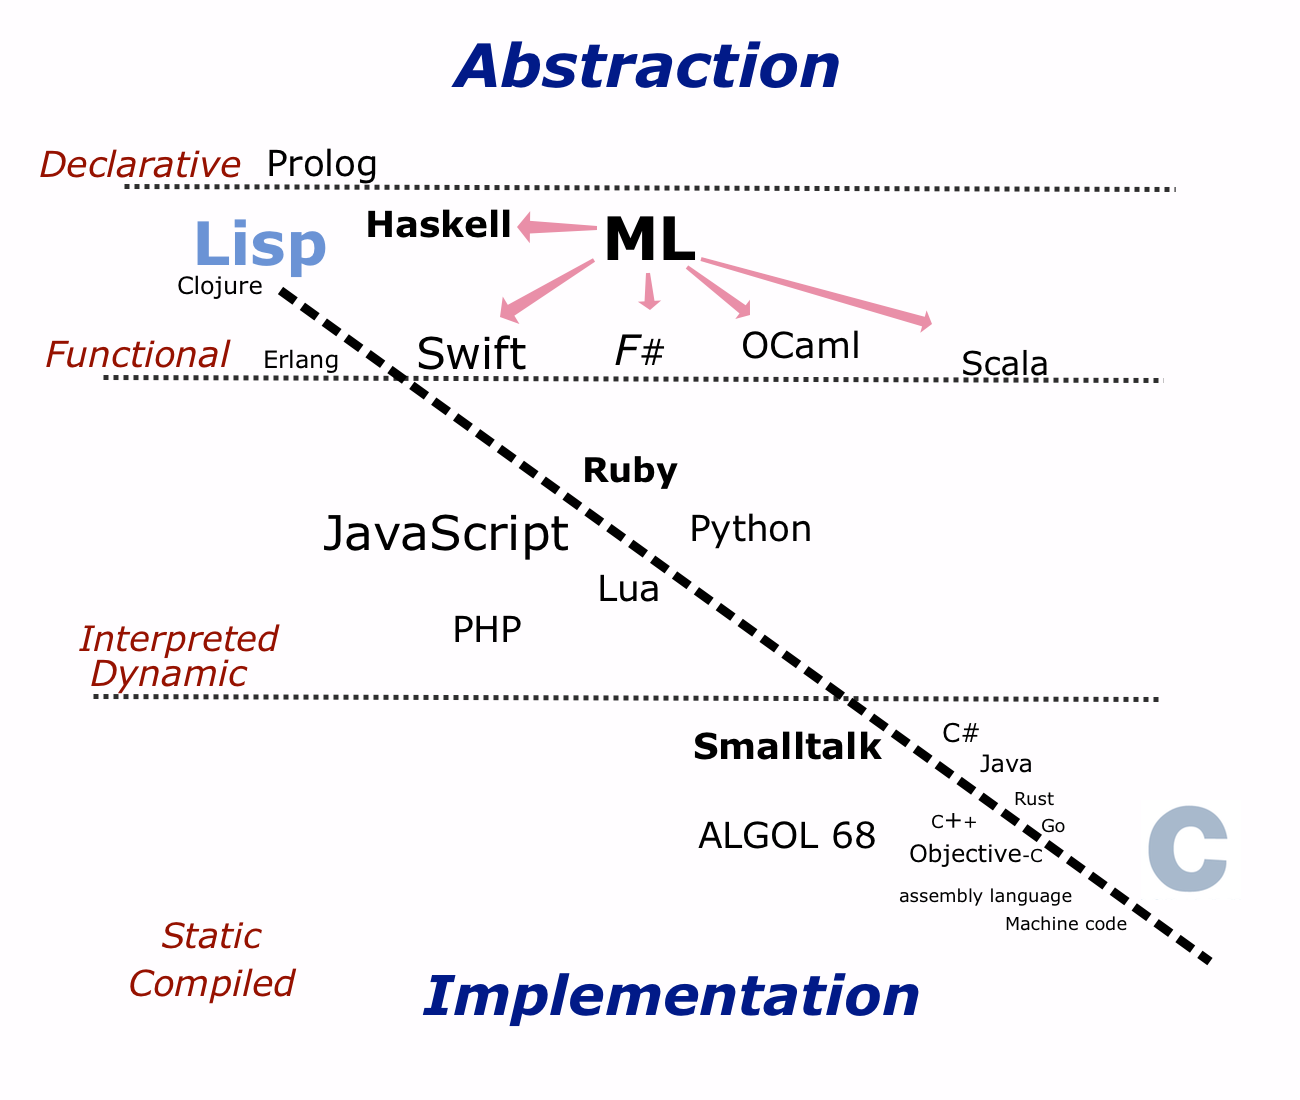 Abstraction
Declarative Prolog
Lisp Haskell ML
Clojure
Functional Erlang Swift F# OCaml Scala
Ruby
JavaScript Python
Lua
PHP
Interpreted
Dynamic
Smalltalk C#
Java
Rust
C++ Go
ALGOL 68 C
Objective-C
assembly language
Machine code
Static
Compiled
Implementation